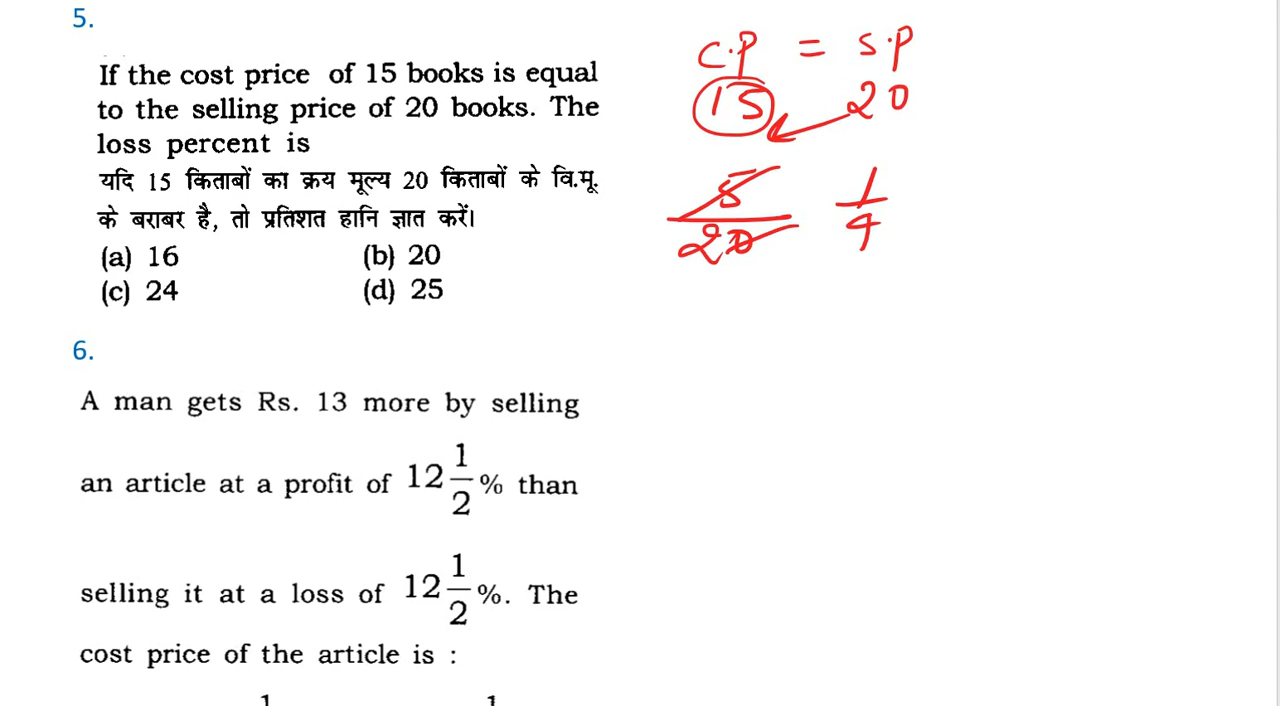 5.
If the cost price of 15 books is equal
to the selling price of 20 books. The
loss percent is
यदि 15 किताबों का क्रय मूल्य 20 किताबों के वि.मू.
के बराबर है, तो प्रतिशत हानि ज्ञात करें।
(a) 16 (b) 20
(c) 24 (d) 25
C.P = S.P
15 20
5/20 1/4
6.
A man gets Rs. 13 more by selling
an article at a profit of 12 1/2 % than
selling it at a loss of 12 1/2 %. The
cost price of the article is :
1 1